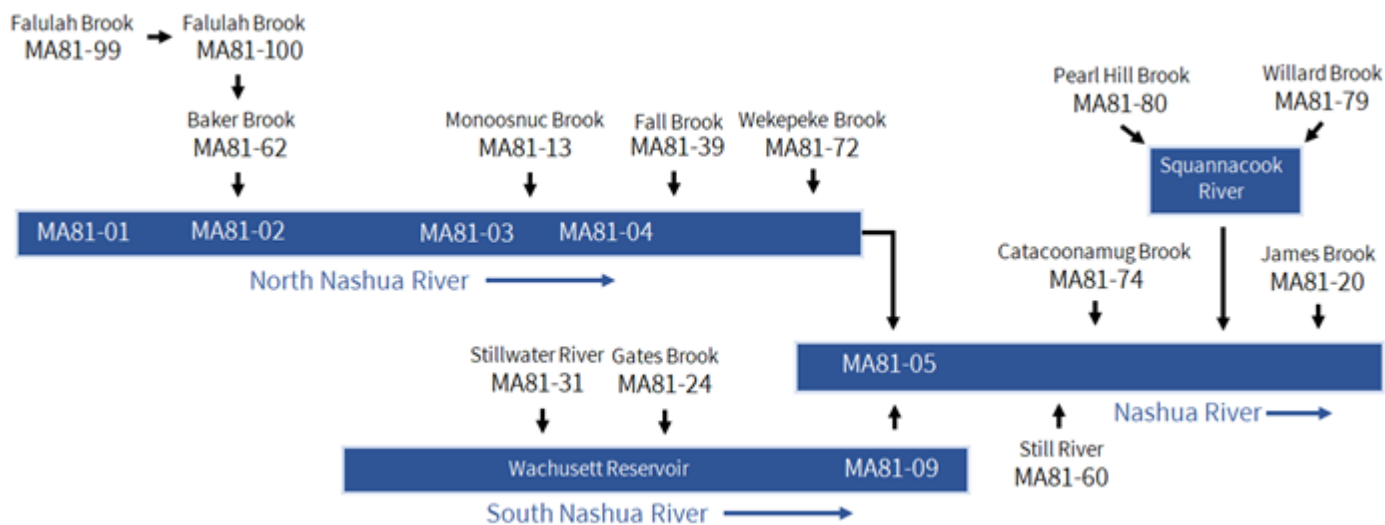 Falulah Brook
MA81-99
Falulah Brook
MA81-100
Baker Brook
MA81-62
Monoosnuc Brook
MA81-13
Fall Brook
MA81-39
Wekepeke Brook
MA81-72
Pearl Hill Brook
MA81-80
Willard Brook
MA81-79
Squannacook
River
MA81-01
MA81-02
MA81-03
MA81-04
North Nashua River
Catacoonamug Brook
MA81-74
James Brook
MA81-20
Stillwater River
MA81-31
Gates Brook
MA81-24
MA81-05
Nashua River
Wachusett Reservoir
MA81-09
Still River
MA81-60
South Nashua River